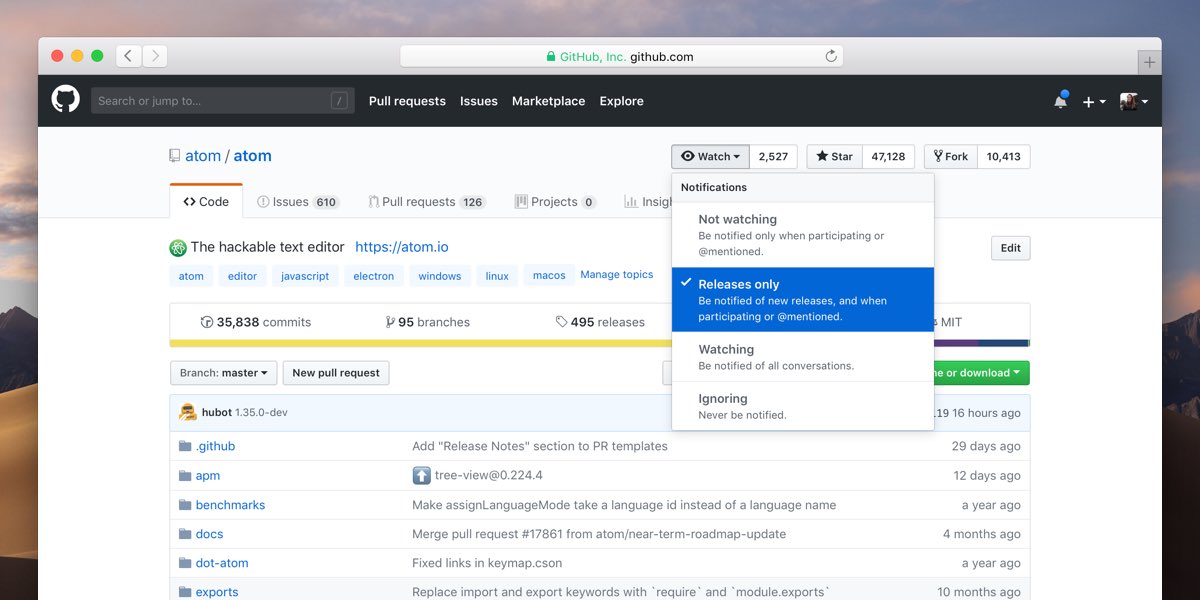 GitHub, Inc. github.com
Search or jump to... /
Pull requests Issues Marketplace Explore
atom / atom
Watch 2,527 Star 47,128 Fork 10,413
Code Issues 610 Pull requests 126 Projects 0
Notifications
Not watching
Be notified only when participating or
@mentioned.
Releases only
Be notified of new releases, and when
participating or @mentioned.
Watching
Be notified of all conversations.
Ignoring
Never be notified.
The hackable text editor https://atom.io
Edit
atom editor javascript electron windows linux macos Manage topics
35,838 commits 95 branches 495 releases MIT
Branch: master New pull request or download
hubot 1.35.0-dev 16 hours ago
.github Add "Release Notes" section to PR templates 29 days ago
apm tree-view@0.224.4 12 days ago
benchmarks Make assignLanguageMode take a language id instead of a language name a year ago
docs Merge pull request #17861 from atom/near-term-roadmap-update 4 months ago
dot-atom Fixed links in keymap.cson a year ago
exports Replace import and export keywords with `require` and `module.exports` 10 months ago